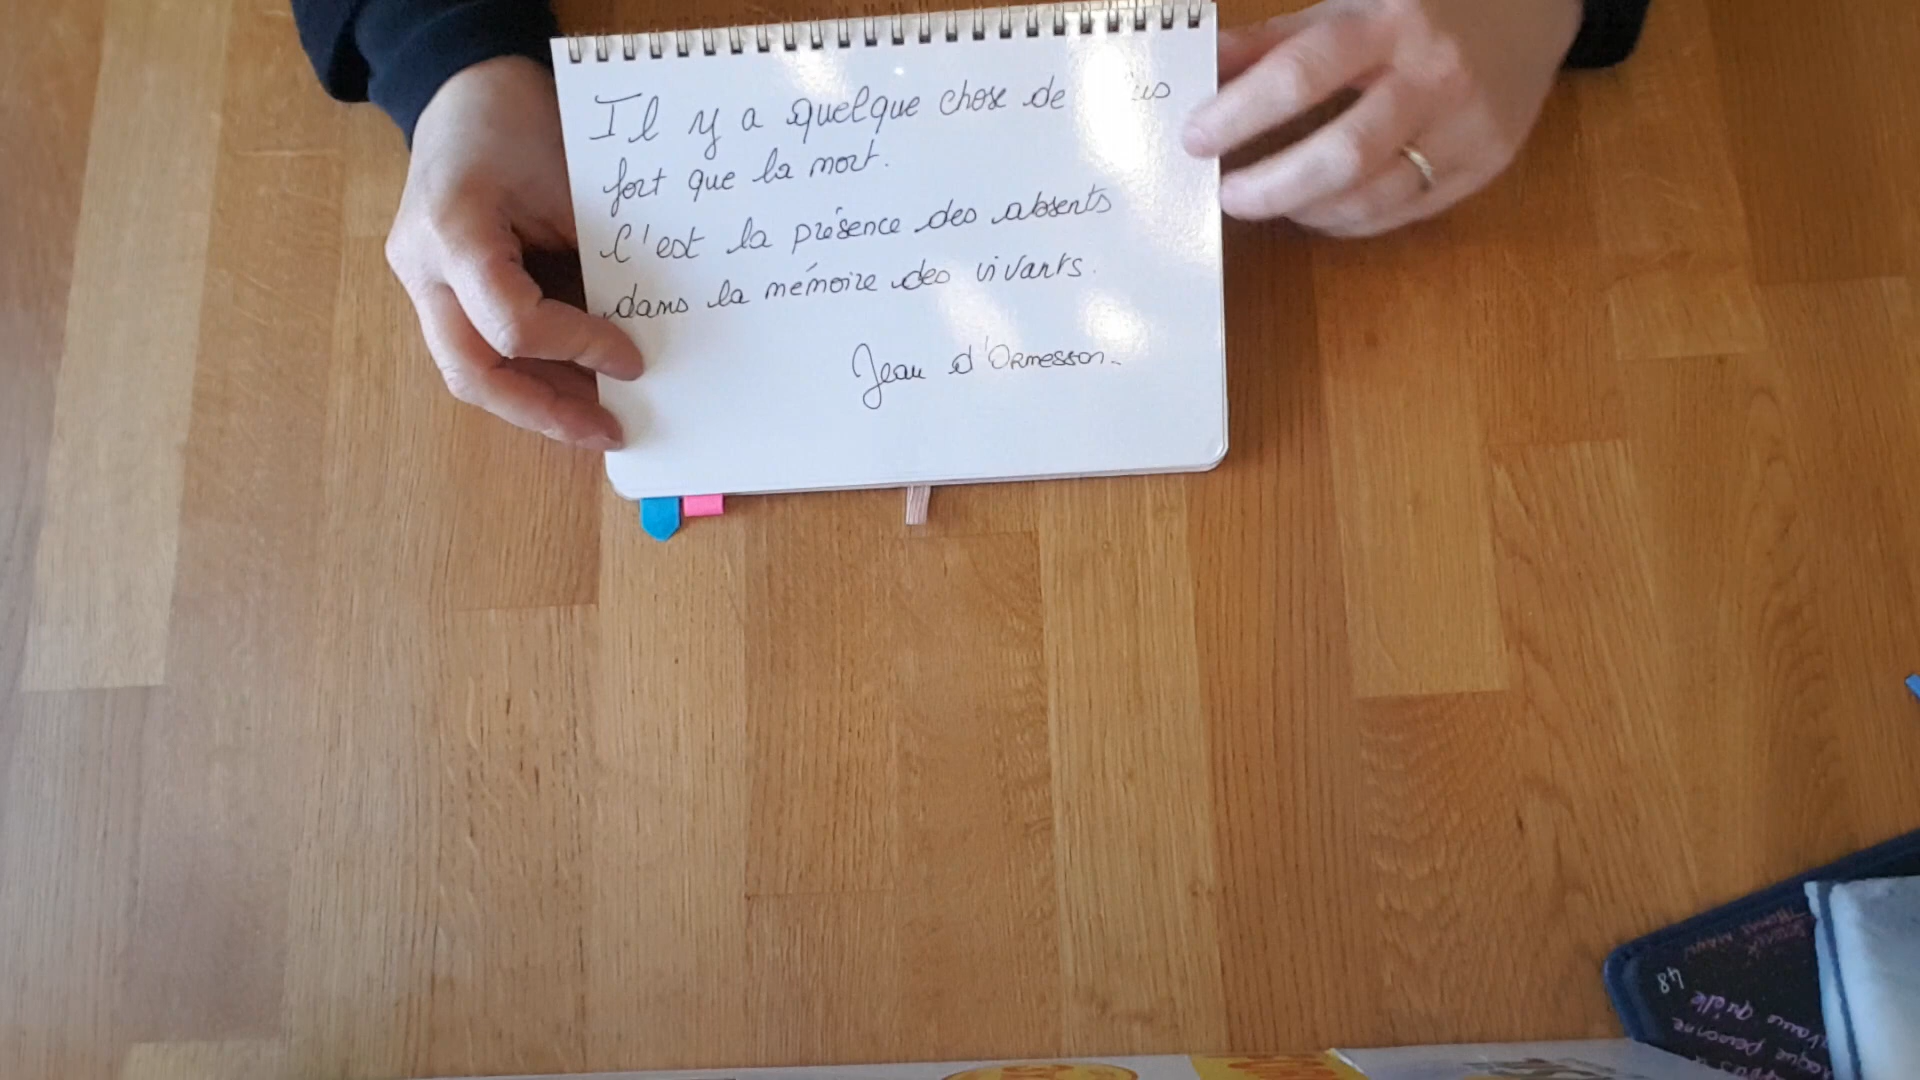 Il y a quelque chose de
fort que la mort.
C'est la présence des absents
dans la mémoire des vivants.
Jean d'Ormesson.
48